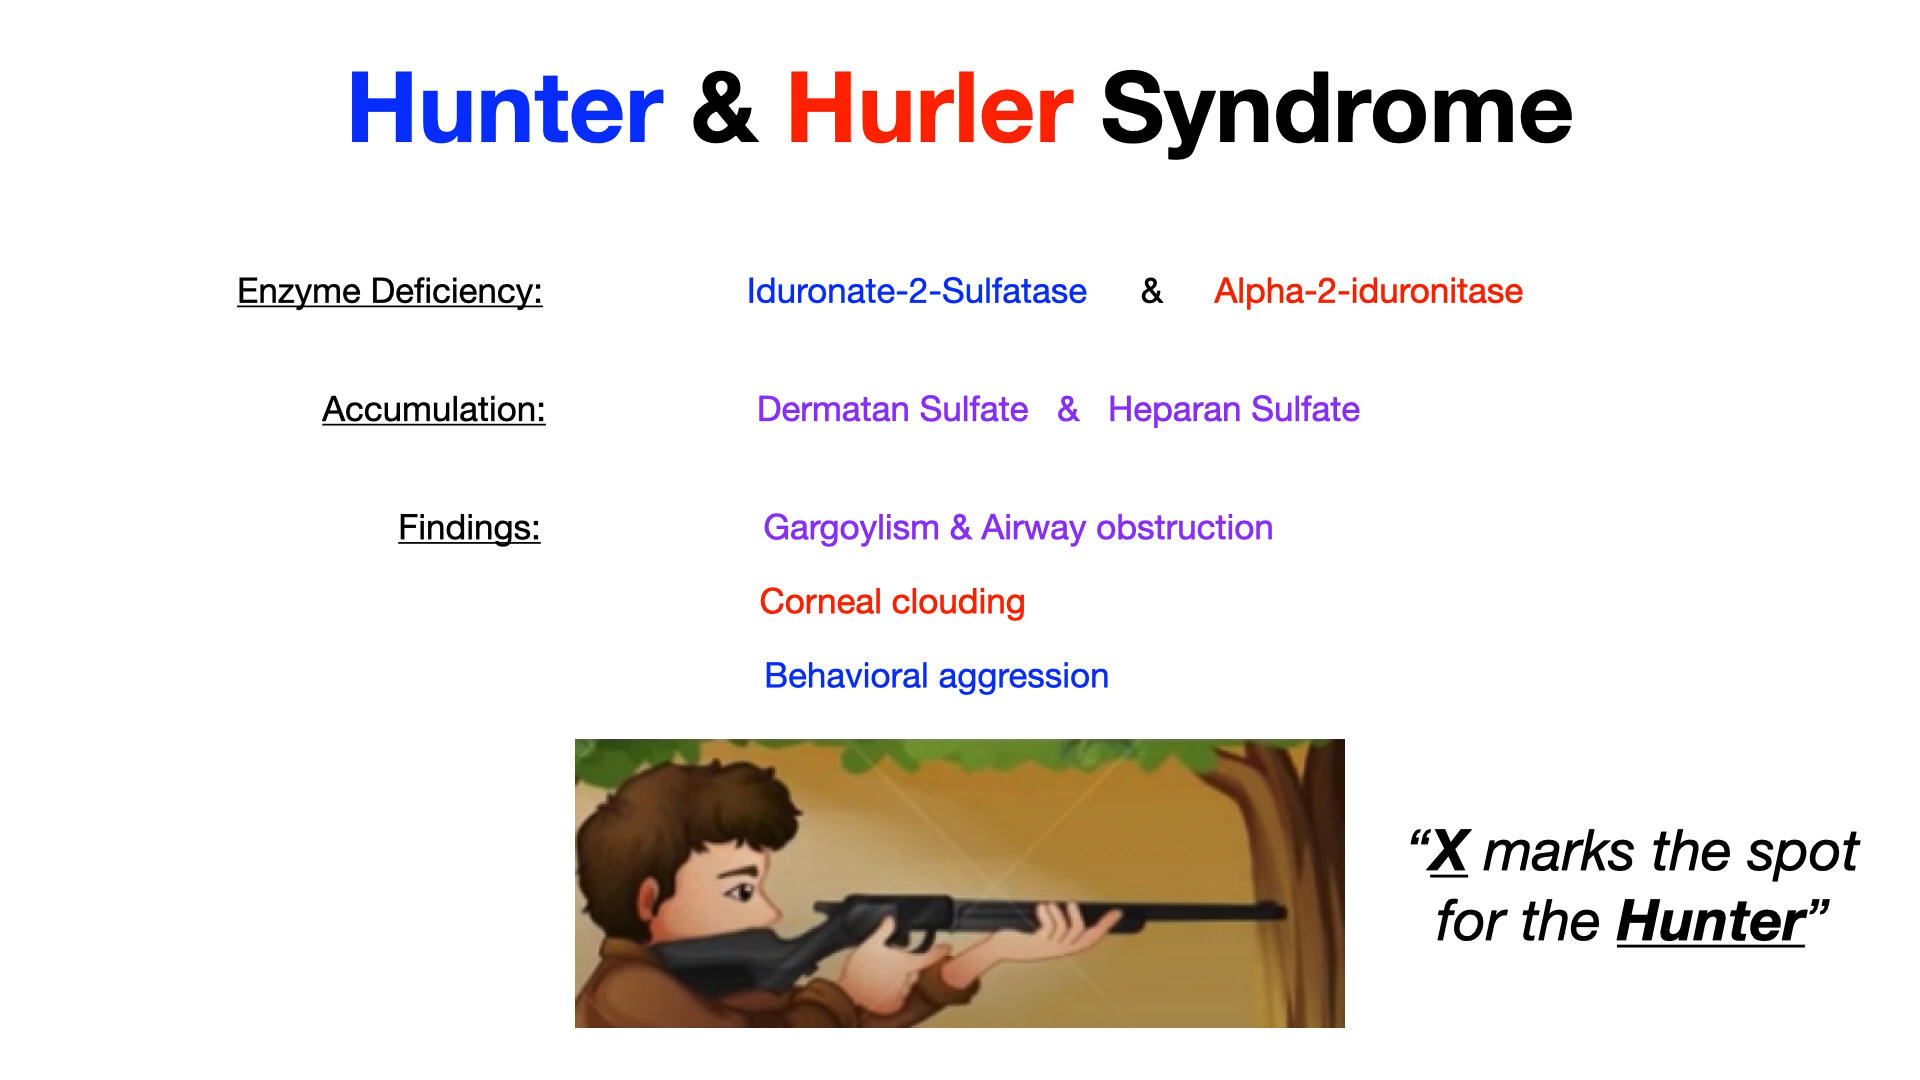 Hunter & Hurler Syndrome
Enzyme Deficiency: Iduronate-2-Sulfatase & Alpha-2-iduronitase
Accumulation: Dermatan Sulfate & Heparan Sulfate
Findings: Gargoylism & Airway obstruction
Corneal clouding
Behavioral aggression
“X marks the spot
for the Hunter”